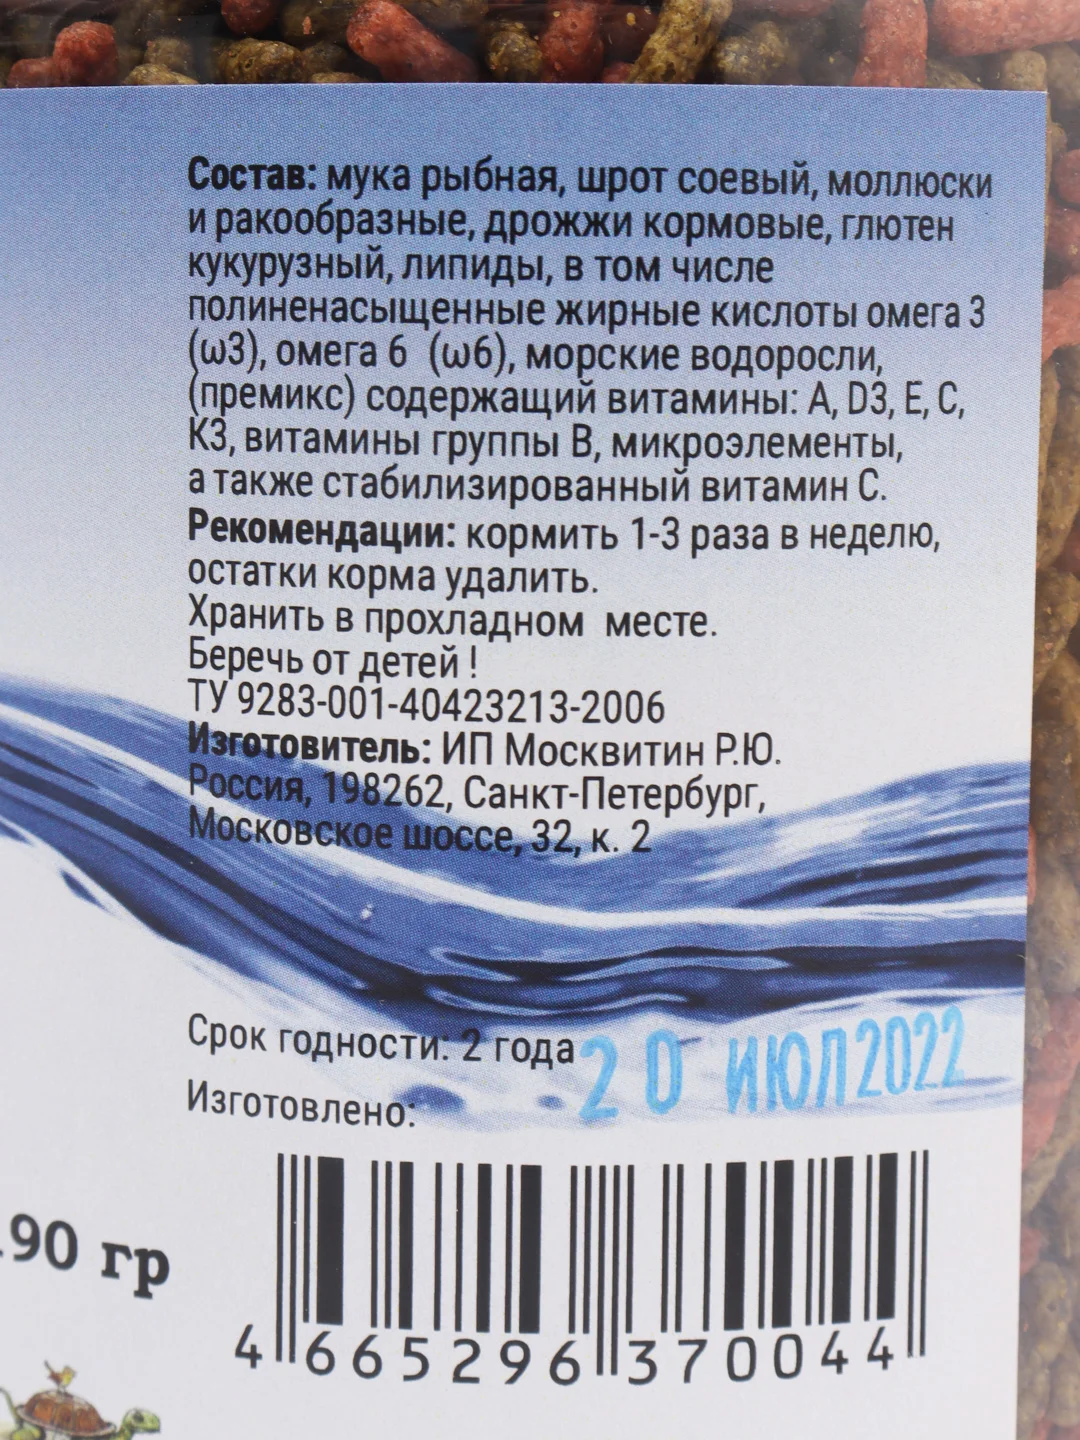 Состав: мука рыбная, шрот соевый, моллюски
и ракообразные, дрожжи кормовые, глютен
кукурузный, липиды, в том числе
полиненасыщенные жирные кислоты омега 3
(ω3), омега 6 (ω6), морские водоросли,
(премикс) содержащий витамины: А, D3, Е, С,
К3, витамины группы В, микроэлементы,
а также стабилизированный витамин С.
Рекомендации: кормить 1-3 раза в неделю,
остатки корма удалить.
Хранить в прохладном месте.
Беречь от детей !
ТУ 9283-001-40423213-2006
Изготовитель: ИП Москвитин Р.Ю.
Россия, 198262, Санкт-Петербург,
Московское шоссе, 32, к. 2
Срок годности: 2 года
20 ИЮЛ 2022
Изготовлено:
190 гр
4 665296 370044